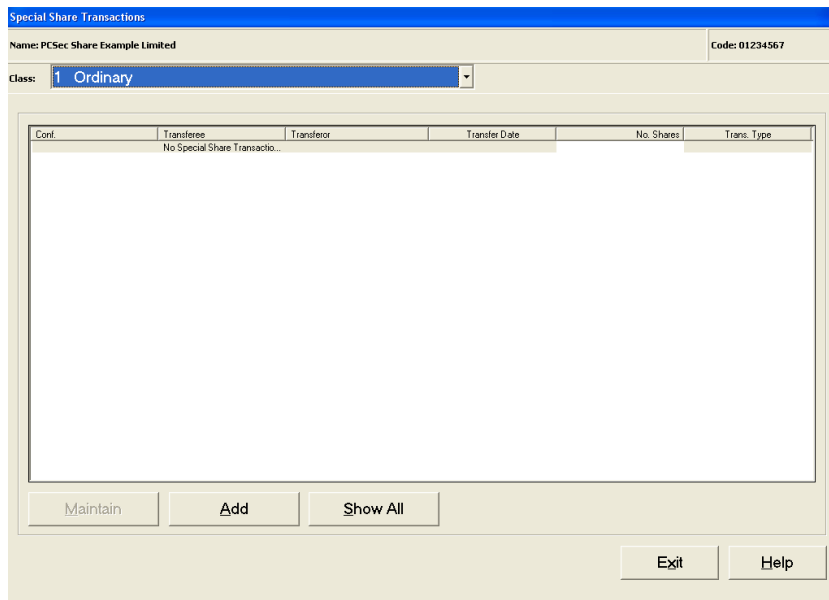 Special Share Transactions
Name: PCSec Share Example Limited Code: 01234567
Class: 1 Ordinary
Conf. Transferee Transferor Transfer Date No. Shares Trans. Type
No Special Share Transactio...
Maintain Add Show All
Exit Help